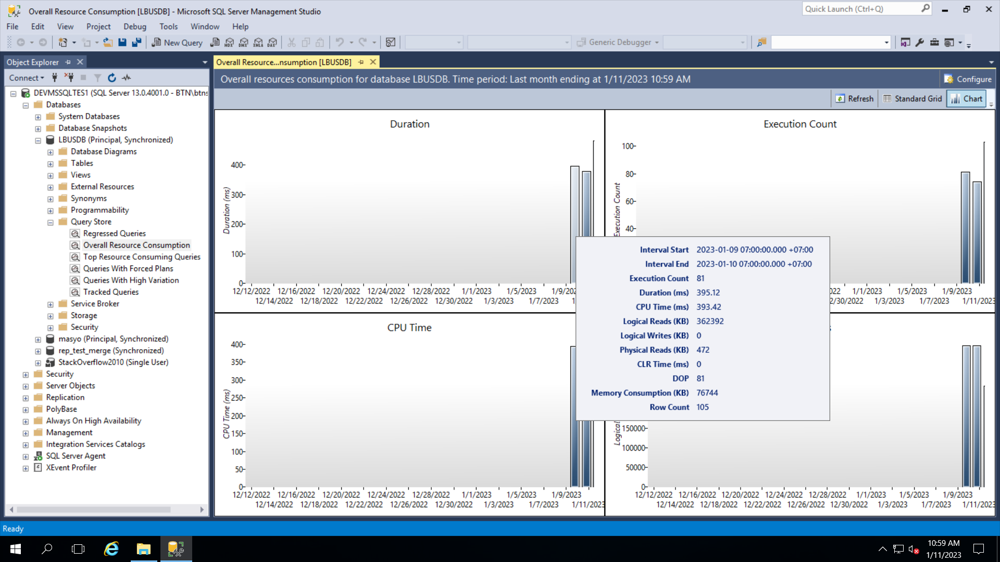 Overall Resource Consumption [LBUSDB] - Microsoft SQL Server Management Studio
Quick Launch (Ctrl+Q)
File Edit View Project Debug Tools Window Help
New Query
MDX DMX XMLA DAX
Generic Debugger
Object Explorer
Connect
DEVMSSQLTES1 (SQL Server 13.0.4001.0 - BTN\btns
Databases
System Databases
Database Snapshots
LBUSDB (Principal, Synchronized)
Database Diagrams
Tables
Views
External Resources
Synonyms
Programmability
Query Store
Regressed Queries
Overall Resource Consumption
Top Resource Consuming Queries
Queries With Forced Plans
Queries With High Variation
Tracked Queries
Service Broker
Storage
Security
masyo (Principal, Synchronized)
rep_test_merge (Synchronized)
StackOverflow2010 (Single User)
Security
Server Objects
Replication
PolyBase
Always On High Availability
Management
Integration Services Catalogs
SQL Server Agent
XEvent Profiler
Overall Resource...nsumption [LBUSDB]
Overall resources consumption for database LBUSDB. Time period: Last month ending at 1/11/2023 10:59 AM
Configure
Refresh Standard Grid Chart
Duration
Duration (ms)
400
300
200
100
0
12/12/2022 12/16/2022 12/20/2022 12/24/2022 12/28/2022 1/1/2023 1/5/2023 1/9/202
12/14/2022 12/18/2022 12/22/2022 12/26/2022 12/30/2022 1/3/2023 1/7/2023 1
Execution Count
Execution Count
100
80
60
40
022 1/1/2023 1/5/2023 1/9/2023
2/30/2022 1/3/2023 1/7/2023 1/11/2023
Interval Start 2023-01-09 07:00:00.000 +07:00
Interval End 2023-01-10 07:00:00.000 +07:00
Execution Count 81
Duration (ms) 395.12
CPU Time (ms) 393.42
Logical Reads (KB) 362392
Logical Writes (KB) 0
Physical Reads (KB) 472
CLR Time (ms) 0
DOP 81
Memory Consumption (KB) 76744
Row Count 105
CPU Time
CPU Time (ms)
400
350
300
250
200
150
100
50
0
12/12/2022 12/16/2022 12/20/2022 12/24/2022 12/28/2022 1/1/2023 1/5/2023 1/9/2023
12/14/2022 12/18/2022 12/22/2022 12/26/2022 12/30/2022 1/3/2023 1/7/2023 1/11/2023
s
Logical
150000
100000
50000
0
12/12/2022 12/16/2022 12/20/2022 12/24/2022 12/28/2022 1/1/2023 1/5/2023 1/9/2023
12/14/2022 12/18/2022 12/22/2022 12/26/2022 12/30/2022 1/3/2023 1/7/2023 1/11/2023
Ready
10:59 AM
1/11/2023